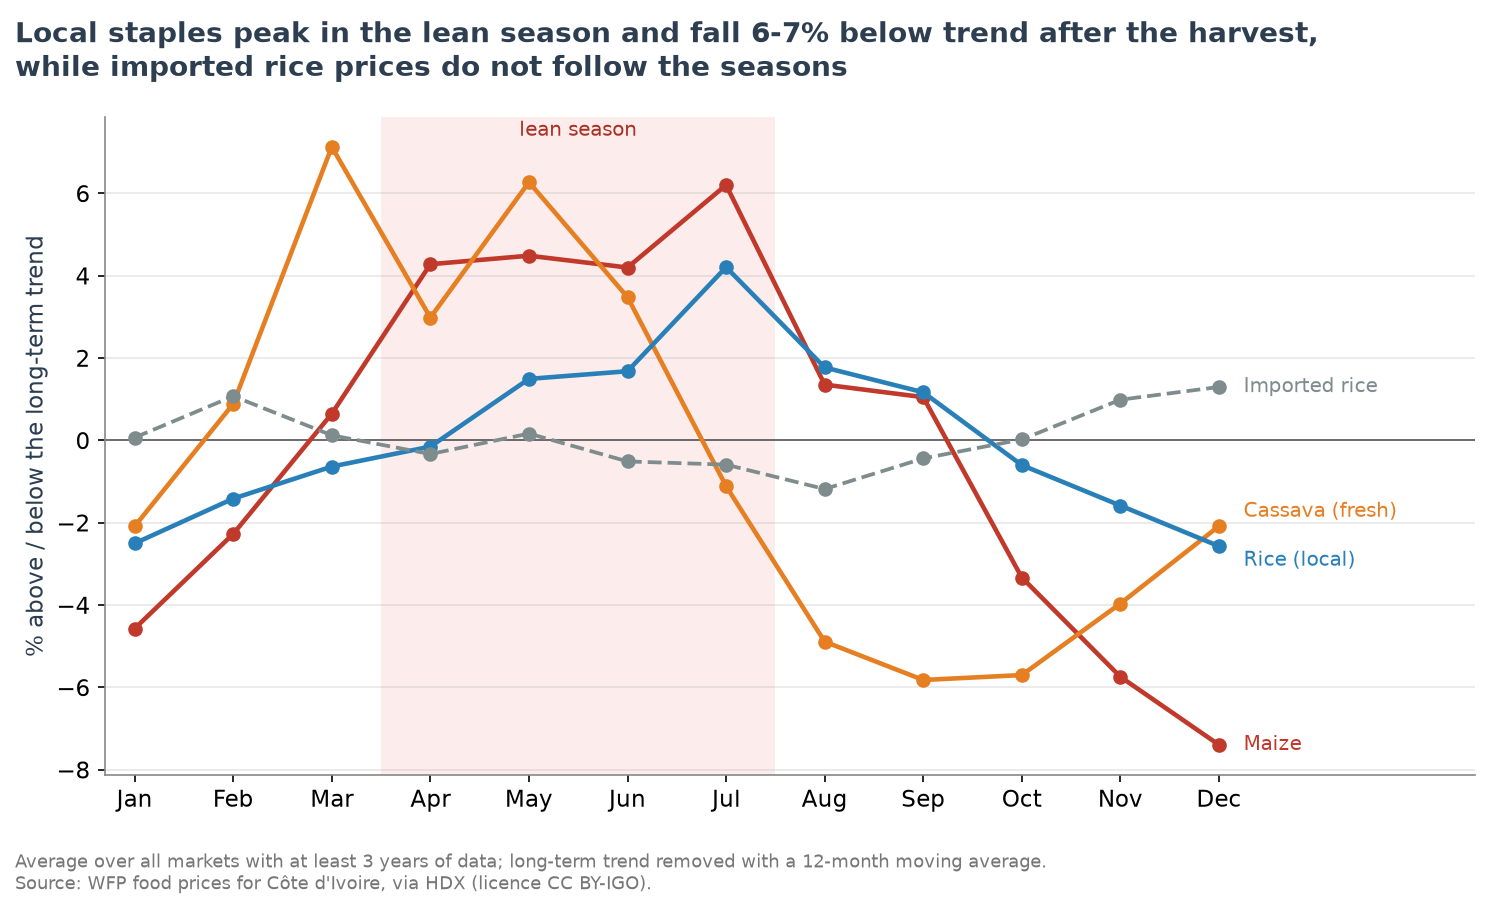 Local staples peak in the lean season and fall 6-7% below trend after the harvest,
while imported rice prices do not follow the seasons
lean season
% above / below the long-term trend
6
4
2
0
−2
−4
−6
−8
Imported rice
Cassava (fresh)
Rice (local)
Maize
Jan Feb Mar Apr May Jun Jul Aug Sep Oct Nov Dec
Average over all markets with at least 3 years of data; long-term trend removed with a 12-month moving average.
Source: WFP food prices for Côte d'Ivoire, via HDX (licence CC BY-IGO).